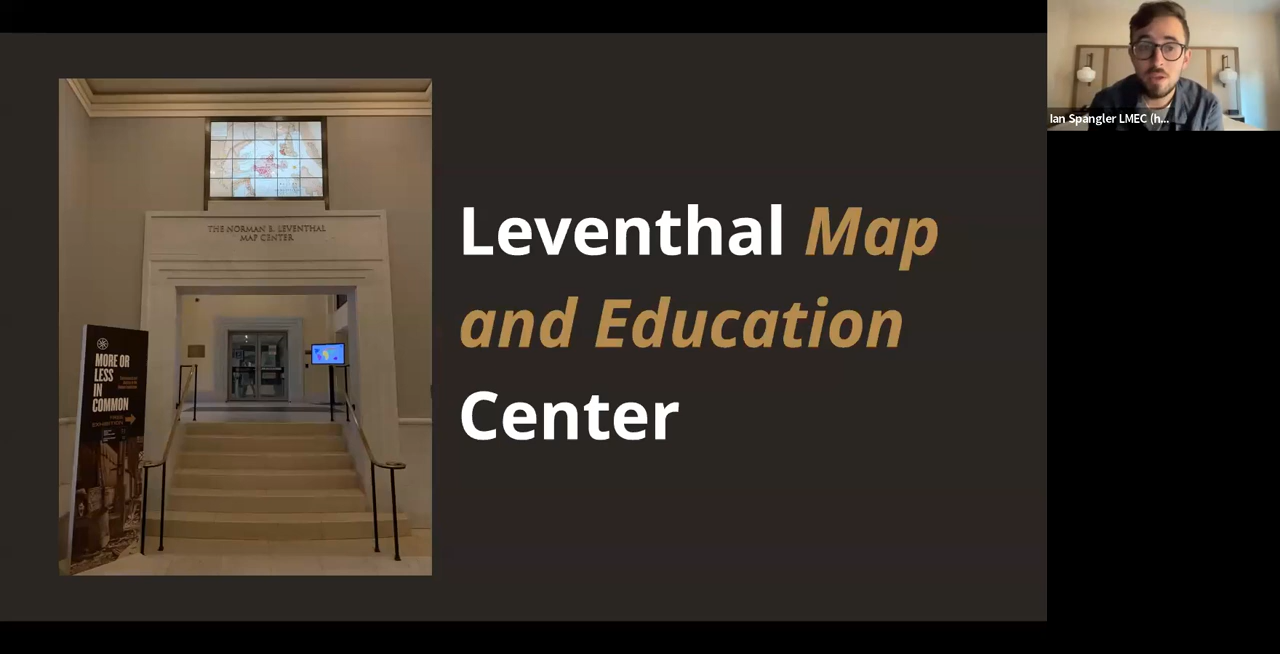 Leventhal Map
and Education
Center
THE NORMAN B. LEVENTHAL
MAP CENTER
MORE OR
LESS
IN
COMMON
Ian Spangler LMEC (h...